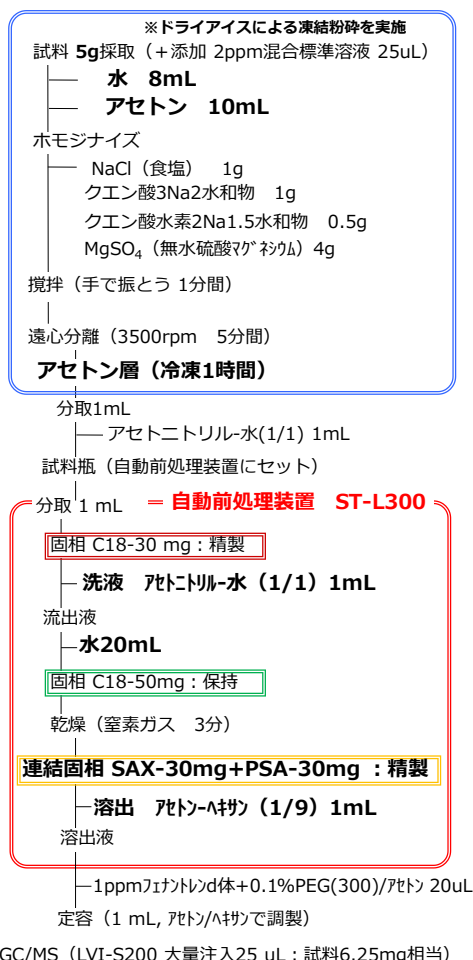 ※ドライアイスによる凍結粉砕を実施
試料 5g採取（＋添加 2ppm混合標準溶液 25uL）
水　8mL
アセトン　10mL
ホモジナイズ
NaCl（食塩）　1g
クエン酸3Na2水和物　1g
クエン酸水素2Na1.5水和物　0.5g
MgSO₄（無水硫酸ﾏｸﾞﾈｼｳﾑ）4g
撹拌（手で振とう 1分間）
遠心分離（3500rpm　5分間）
アセトン層（冷凍1時間）
分取1mL
アセトニトリル-水(1/1) 1mL
試料瓶（自動前処理装置にセット）
分取 1 mL　＝ 自動前処理装置　ST-L300
固相 C18-30 mg：精製
洗液　ｱｾﾄﾆﾄﾘﾙ-水（1/1）1mL
流出液
水20mL
固相 C18-50mg：保持
乾燥（窒素ガス　3分）
連結固相 SAX-30mg+PSA-30mg ：精製
溶出　ｱｾﾄﾝ-ﾍｷｻﾝ（1/9）1mL
溶出液
1ppmﾌｪﾅﾝﾄﾚﾝd体+0.1%PEG(300)/ｱｾﾄﾝ 20uL
定容（1 mL, ｱｾﾄﾝ/ﾍｷｻﾝで調製）
GC/MS（LVI-S200 大量注入25 uL：試料6.25mg相当）